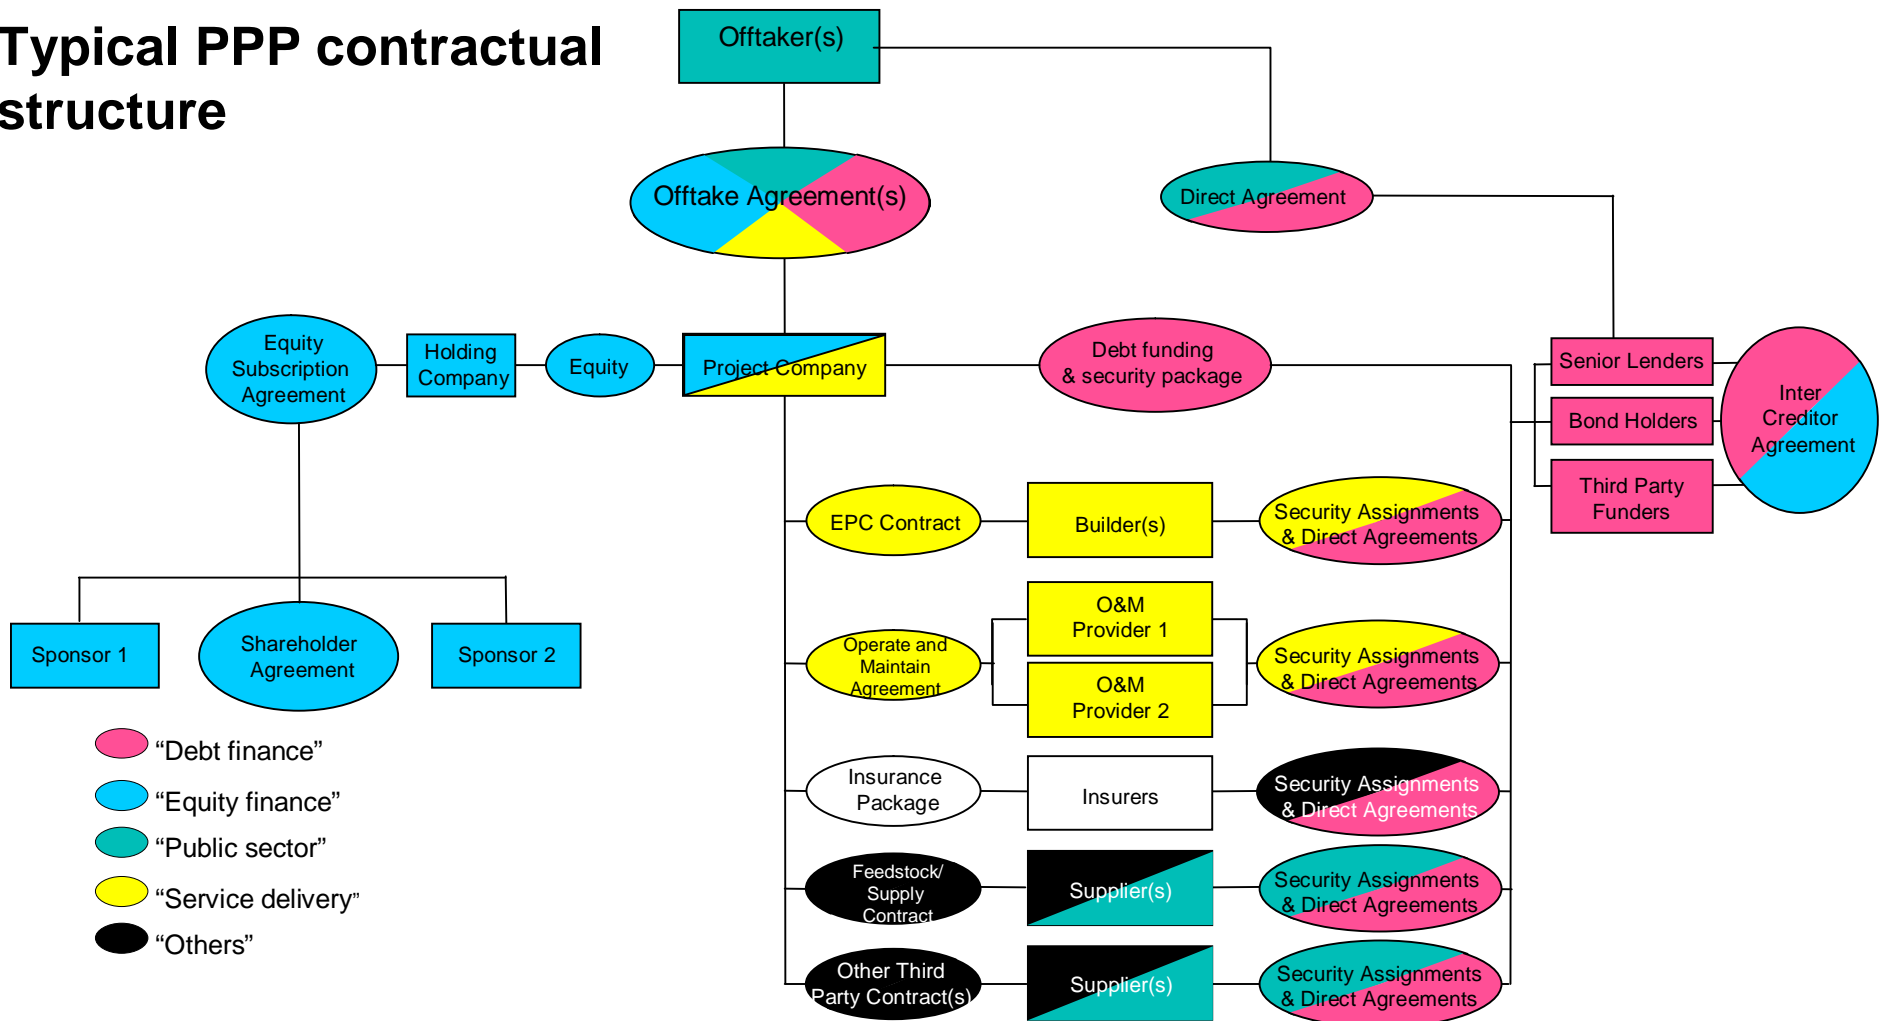 Typical PPP contractual
structure
Offtaker(s)
Offtake Agreement(s)
Direct Agreement
Equity
Subscription
Agreement
Holding
Company
Equity
Project Company
Debt funding
& security package
Senior Lenders
Bond Holders
Third Party
Funders
Inter
Creditor
Agreement
EPC Contract
Builder(s)
Security Assignments
& Direct Agreements
Sponsor 1
Shareholder
Agreement
Sponsor 2
Operate and
Maintain
Agreement
O&M
Provider 1
O&M
Provider 2
Security Assignments
& Direct Agreements
Insurance
Package
Insurers
Security Assignments
& Direct Agreements
Feedstock/
Supply
Contract
Supplier(s)
Security Assignments
& Direct Agreements
Other Third
Party Contract(s)
Supplier(s)
Security Assignments
& Direct Agreements
“Debt finance”
“Equity finance”
“Public sector”
“Service delivery”
“Others”